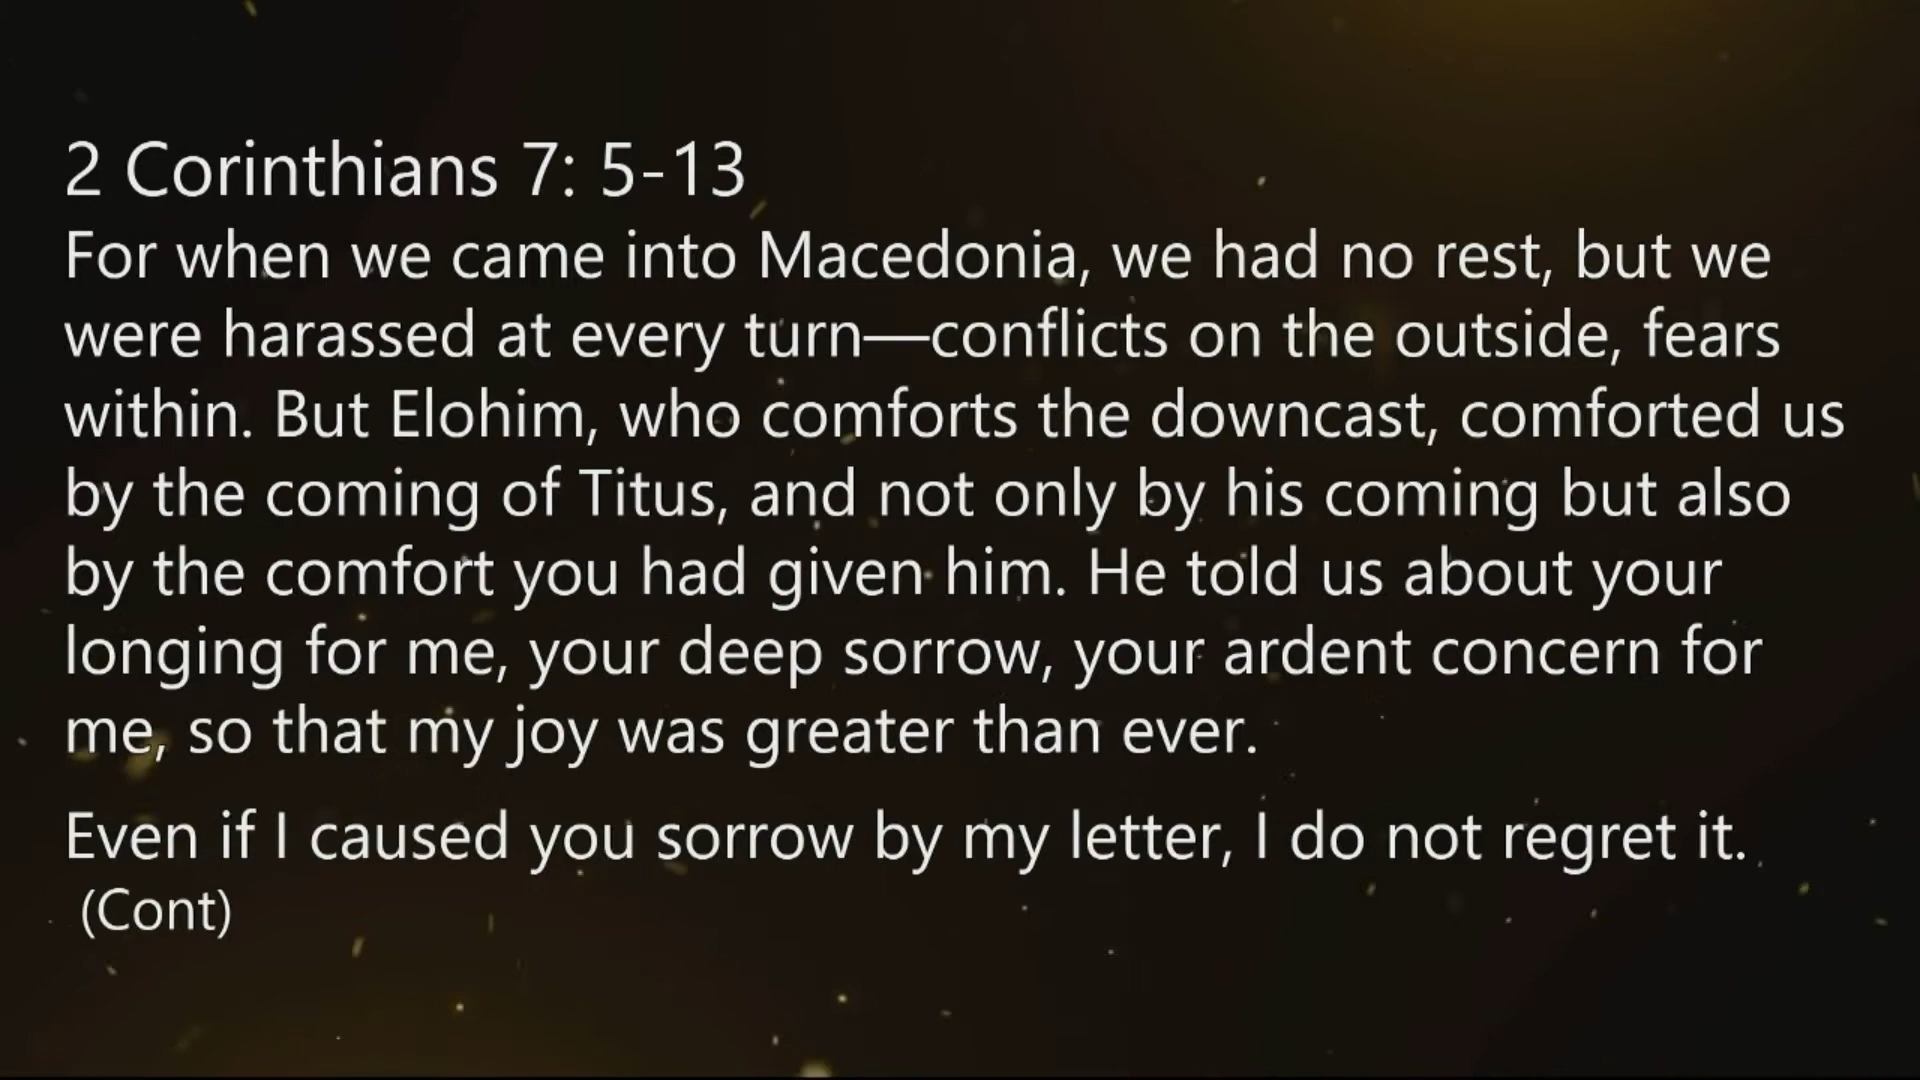 2 Corinthians 7: 5-13
For when we came into Macedonia, we had no rest, but we
were harassed at every turn—conflicts on the outside, fears
within. But Elohim, who comforts the downcast, comforted us
by the coming of Titus, and not only by his coming but also
by the comfort you had given him. He told us about your
longing for me, your deep sorrow, your ardent concern for
me, so that my joy was greater than ever.
Even if I caused you sorrow by my letter, I do not regret it.
(Cont)